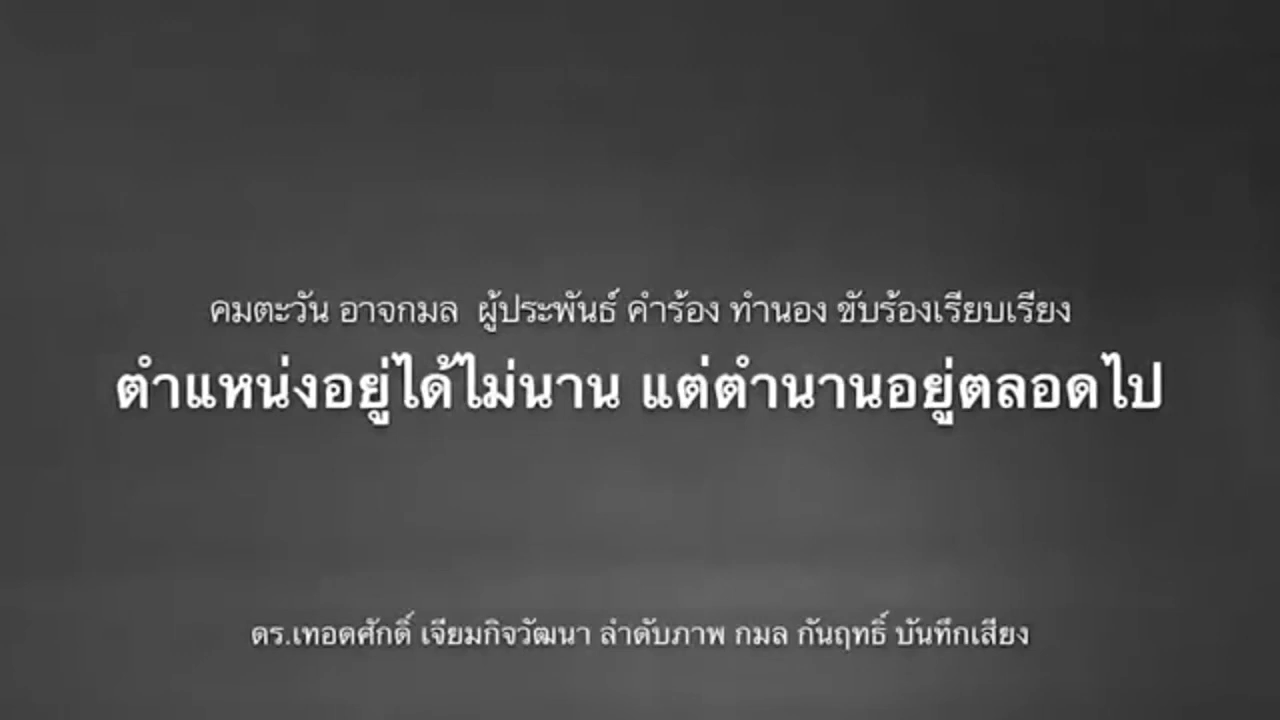 คมตะวัน อาจกมล  ผู้ประพันธ์ คำร้อง ทำนอง ขับร้องเรียบเรียง
ตำแหน่งอยู่ได้ไม่นาน แต่ตำนานอยู่ตลอดไป
ดร.เทอดศักดิ์ เจียมกิจวัฒนา ลำดับภาพ กมล กันฤทธิ์ บันทึกเสียง